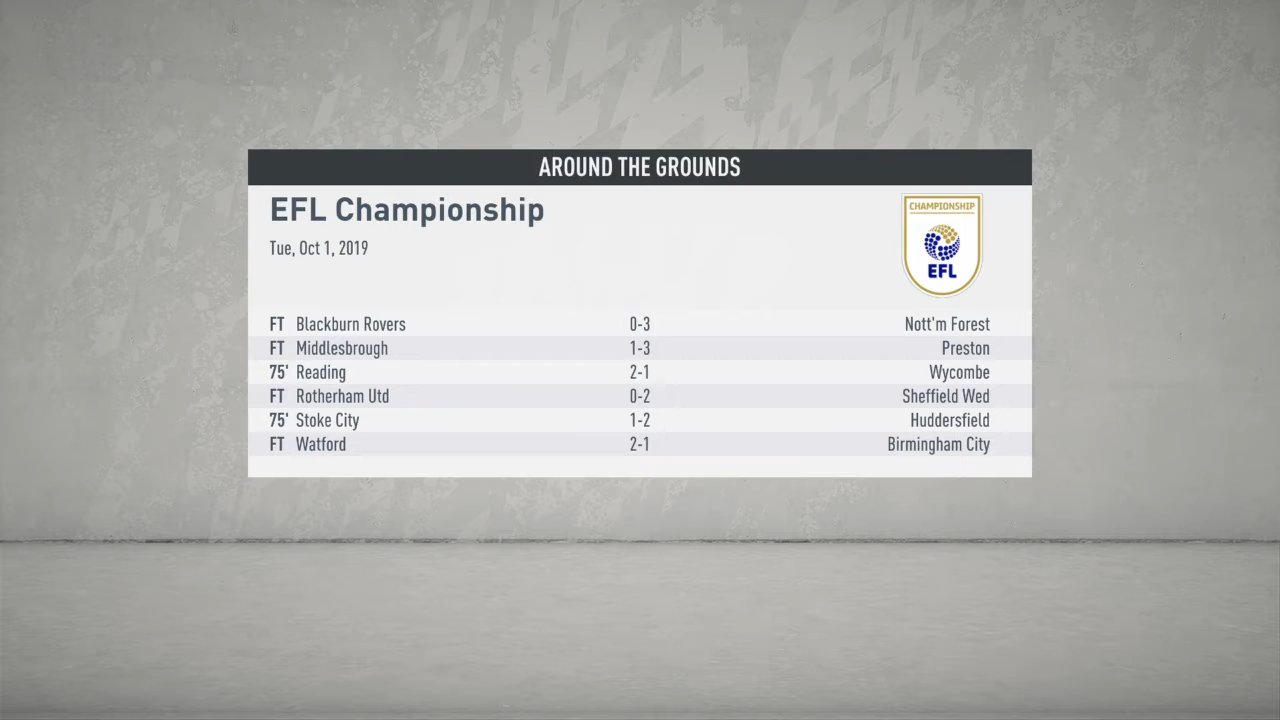 AROUND THE GROUNDS
EFL Championship
CHAMPIONSHIP
EFL
Tue, Oct 1, 2019
FT Blackburn Rovers 0-3 Nott'm Forest
FT Middlesbrough 1-3 Preston
75' Reading 2-1 Wycombe
FT Rotherham Utd 0-2 Sheffield Wed
75' Stoke City 1-2 Huddersfield
FT Watford 2-1 Birmingham City